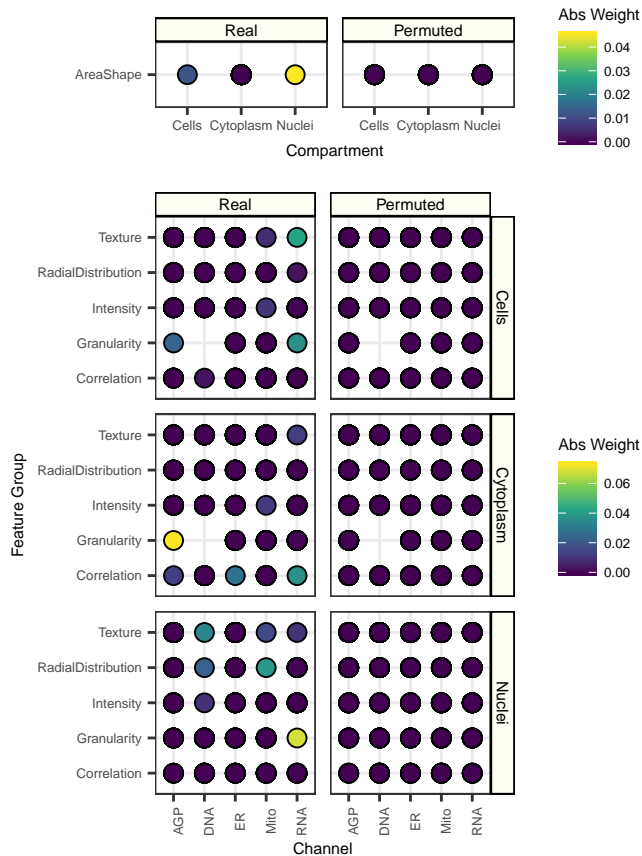 Real Permuted
AreaShape
Cells Cytoplasm Nuclei Cells Cytoplasm Nuclei
Compartment
Abs Weight
0.04
0.03
0.02
0.01
0.00
Real Permuted
Feature Group
Texture
RadialDistribution
Intensity
Granularity
Correlation
Cells
Texture
RadialDistribution
Intensity
Granularity
Correlation
Cytoplasm
Texture
RadialDistribution
Intensity
Granularity
Correlation
Nuclei
AGP DNA ER Mito RNA AGP DNA ER Mito RNA
Channel
Abs Weight
0.06
0.04
0.02
0.00